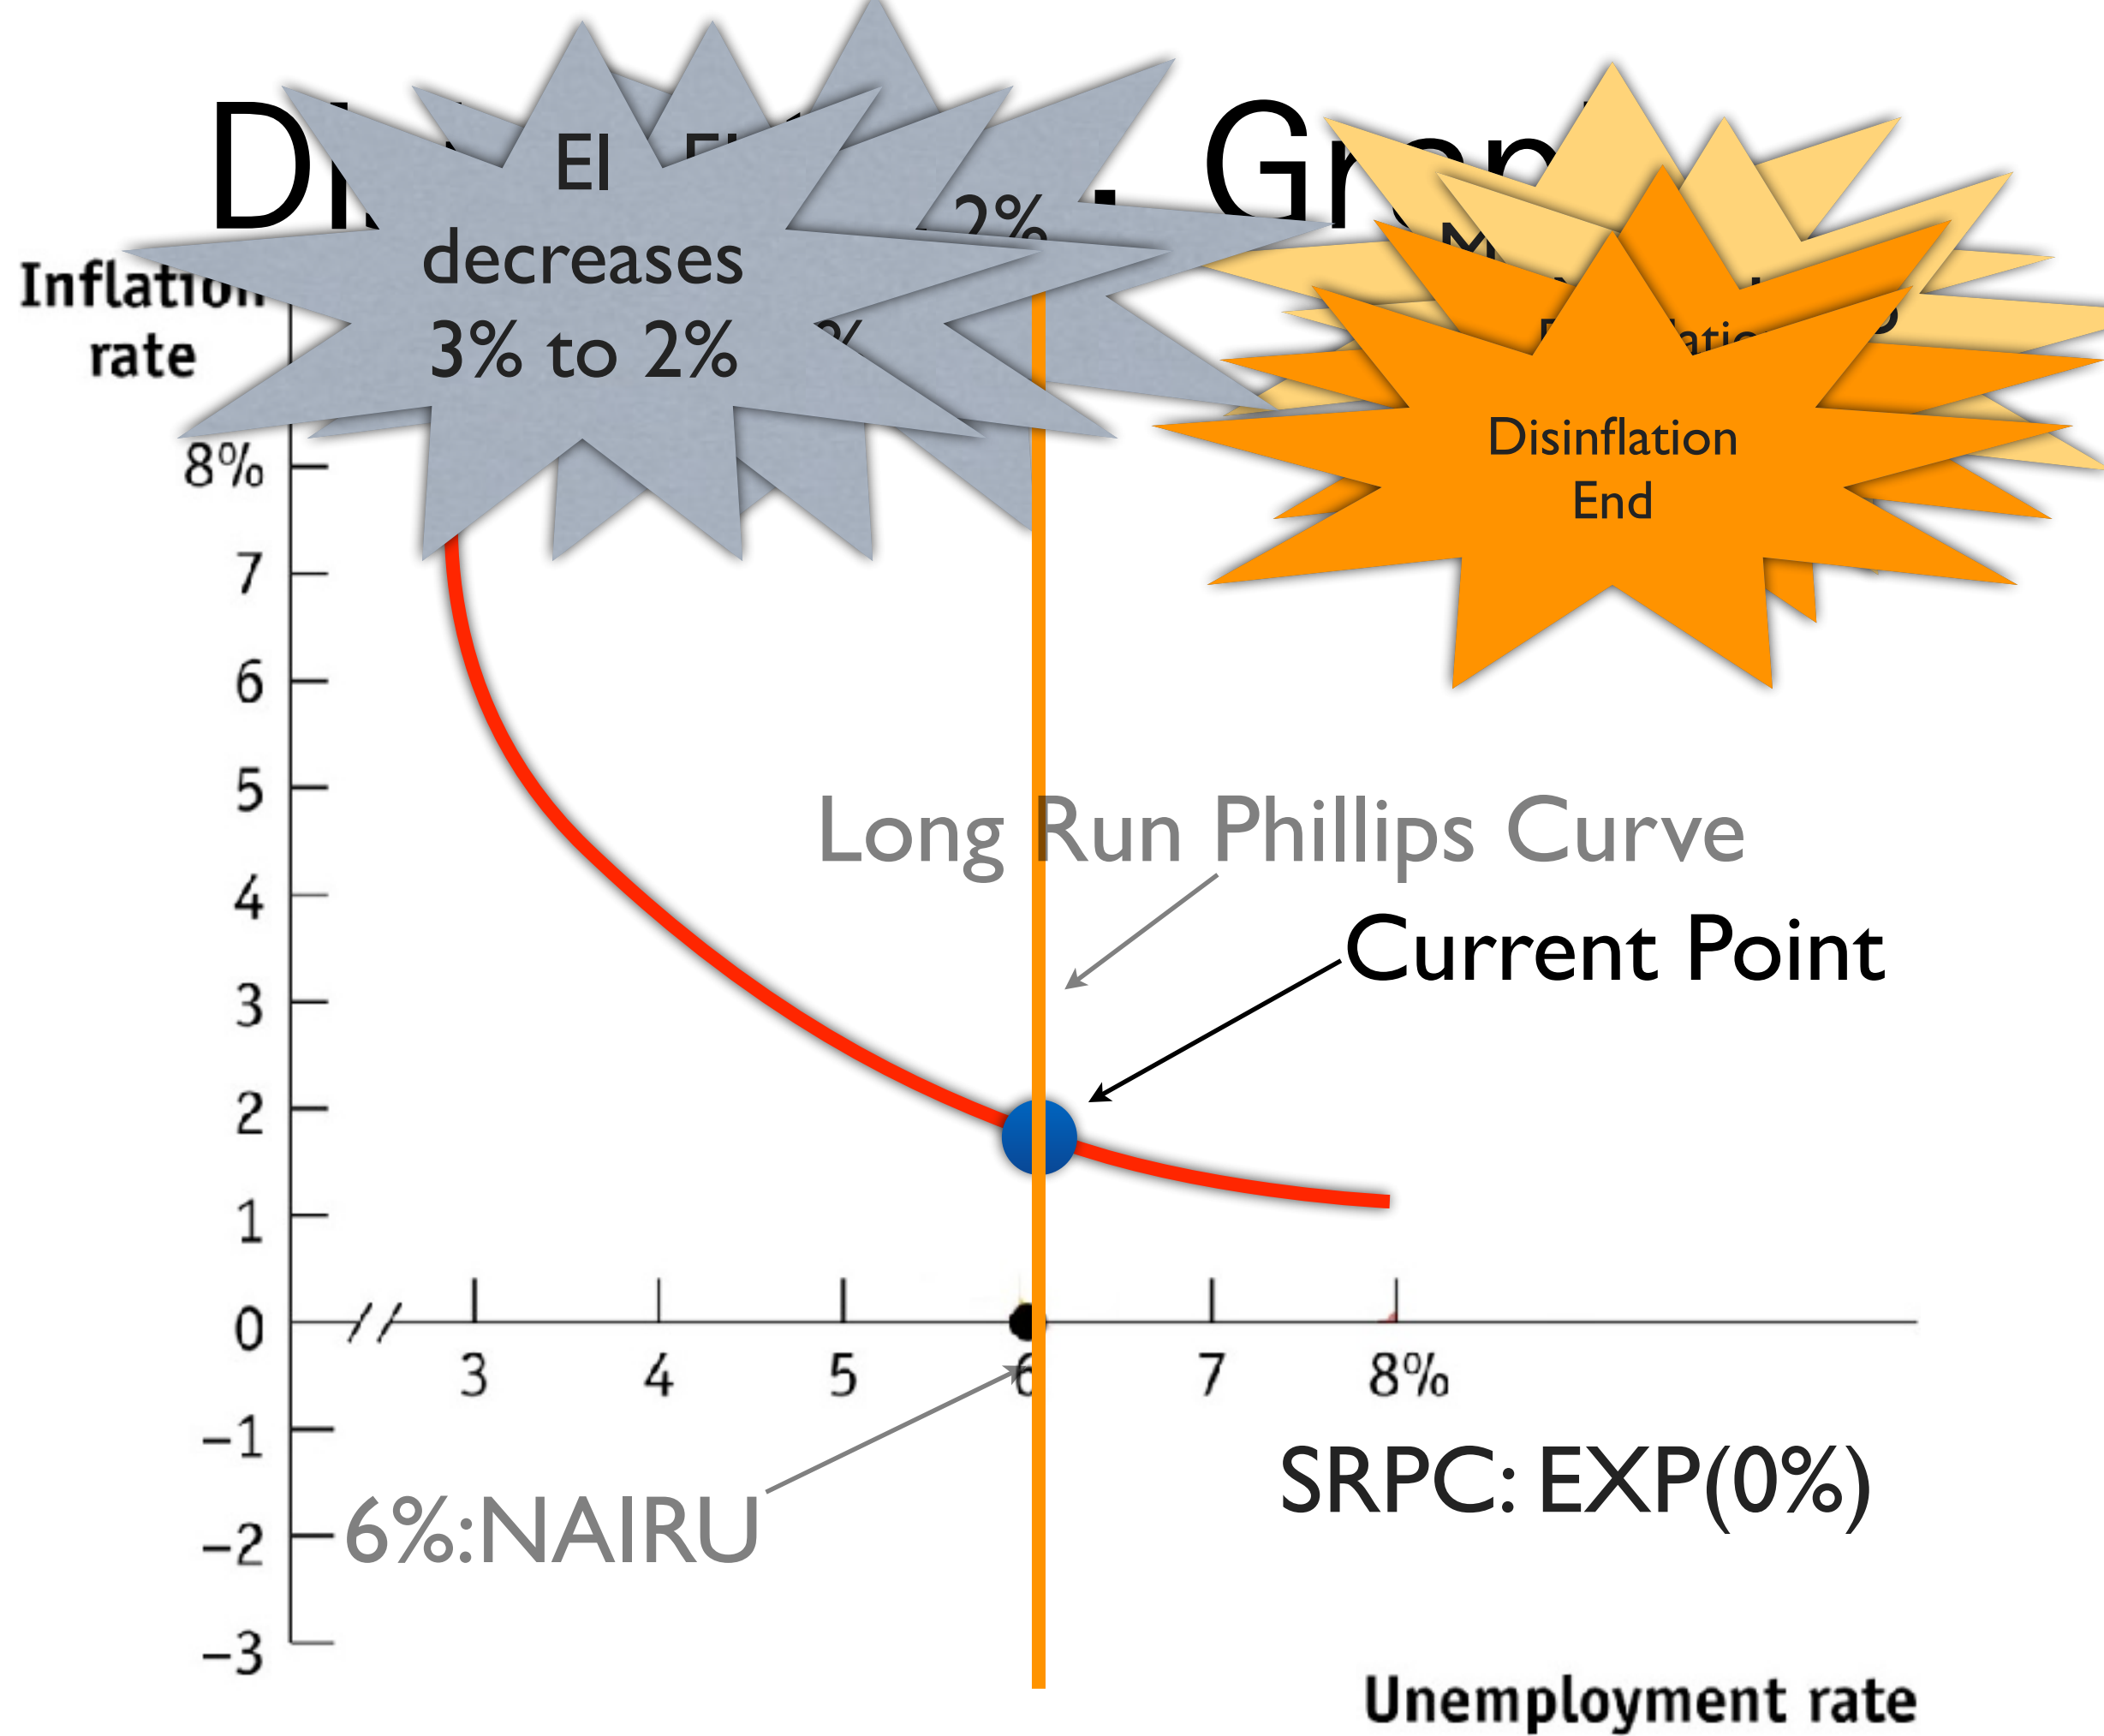 EI
decreases
3% to 2%
2%
%
Inflation
rate
Disinflation
End
8%
7
6
5
4
3
2
1
0
−1
−2
−3
Long Run Phillips Curve
Current Point
3 4 5 6 7 8%
SRPC: EXP(0%)
6%:NAIRU
Unemployment rate